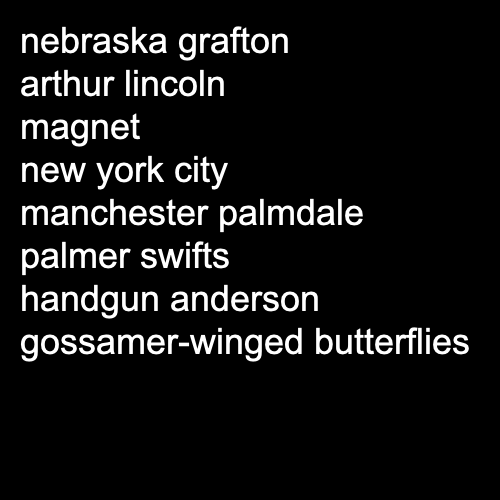 nebraska grafton
arthur lincoln
magnet
new york city
manchester palmdale
palmer swifts
handgun anderson
gossamer-winged butterflies